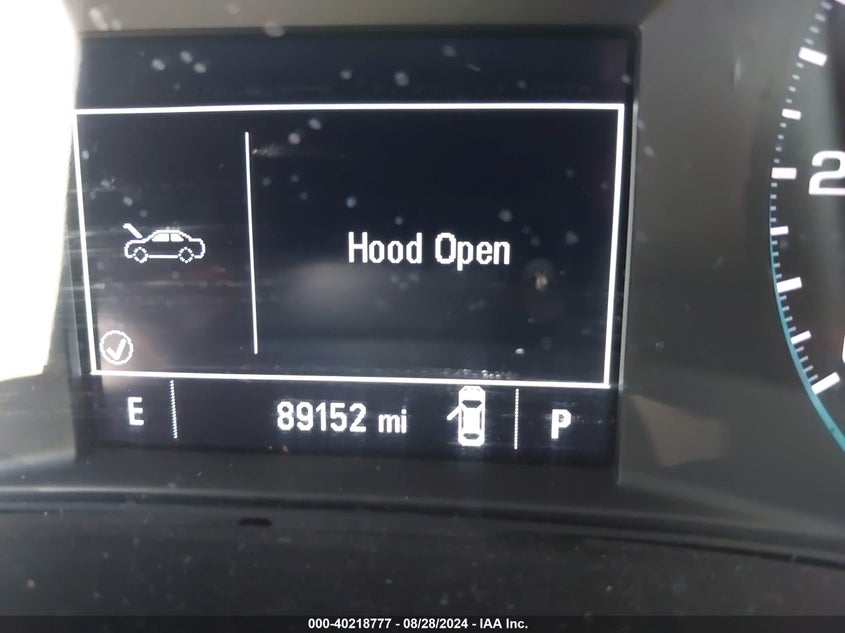 2
Hood Open
E
89152 mi
P
000-40218777 - 08/28/2024 - IAA Inc.